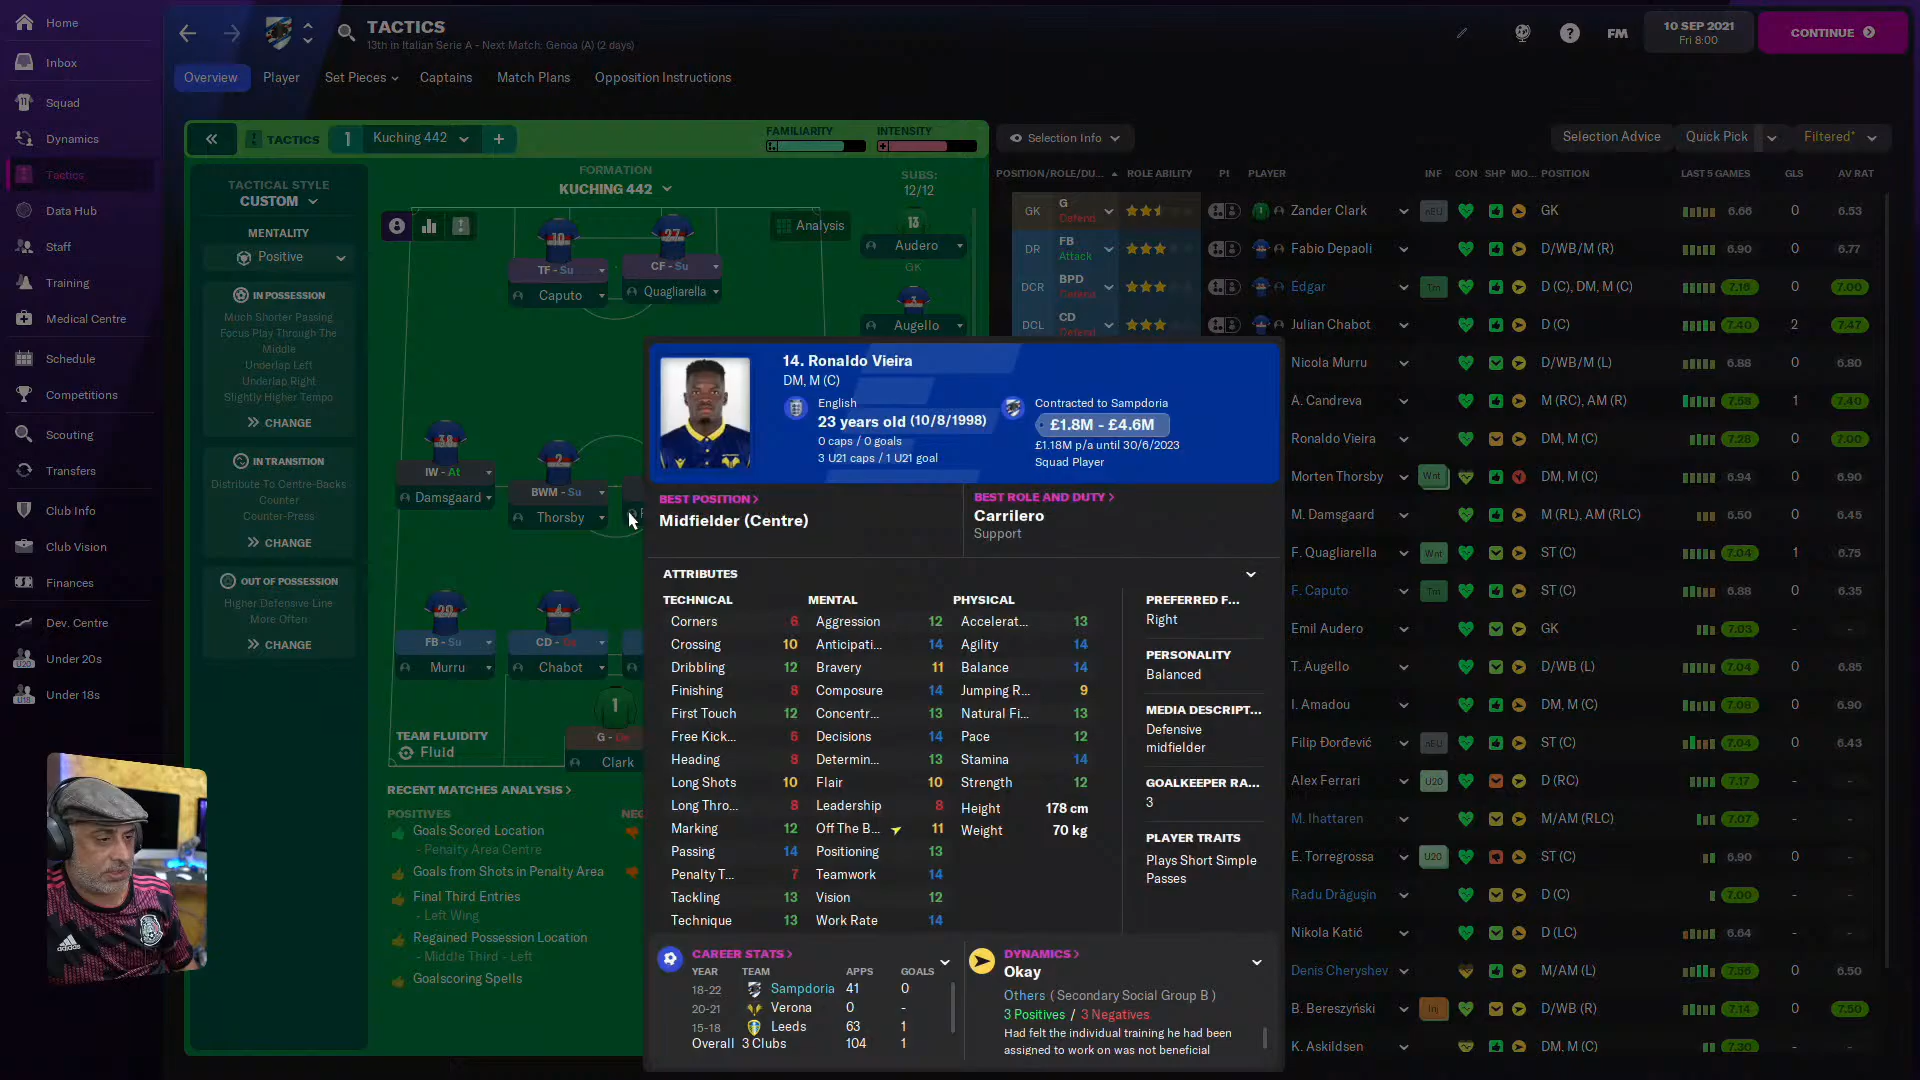 Home
Inbox
Squad
Dynamics
Tactics
Data Hub
Staff
Training
Medical Centre
Schedule
Competitions
Scouting
Transfers
Club Info
Club Vision
Finances
Dev. Centre
Under 20s
Under 18s
TACTICS
13th in Italian Serie A - Next Match: Genoa (A) (2 days)
FM
10 SEP 2021
Fri 8:00
CONTINUE
Overview Player Set Pieces Captains Match Plans Opposition Instructions
TACTICS 1 Kuching 442 +
FAMILIARITY INTENSITY
TACTICAL STYLE
CUSTOM
MENTALITY
Positive
IN POSSESSION
Much Shorter Passing
Focus Play Through The
Middle
Underlap Left
Underlap Right
Slightly Higher Tempo
CHANGE
IN TRANSITION
Distribute To Centre-Backs
Counter
Counter-Press
CHANGE
OUT OF POSSESSION
Higher Defensive Line
More Often
CHANGE
FORMATION
KUCHING 442
SUBS:
12/12
Analysis
10
TF - Su
Caputo
27
CF - Su
Quagliarella
13
Audero
GK
3
Augello
38
IW - At
Damsgaard
2
BWM - Su
Thorsby
29
FB - Su
Murru
4
CD - De
Chabot
1
G - De
Clark
TEAM FLUIDITY
Fluid
RECENT MATCHES ANALYSIS
POSITIVES NEG
Goals Scored Location
- Penalty Area Centre
Goals from Shots in Penalty Area
Final Third Entries
- Left Wing
Regained Possession Location
- Middle Third - Left
Goalscoring Spells
14. Ronaldo Vieira
DM, M (C)
English
23 years old (10/8/1998)
0 caps / 0 goals
3 U21 caps / 1 U21 goal
Contracted to Sampdoria
£1.8M - £4.6M
£1.18M p/a until 30/6/2023
Squad Player
BEST POSITION
Midfielder (Centre)
BEST ROLE AND DUTY
Carrilero
Support
ATTRIBUTES
TECHNICAL MENTAL PHYSICAL
Corners 6 Aggression 12 Accelerat... 13
Crossing 10 Anticipati... 14 Agility 14
Dribbling 12 Bravery 11 Balance 14
Finishing 8 Composure 14 Jumping R... 9
First Touch 12 Concentr... 13 Natural Fi... 13
Free Kick... 6 Decisions 14 Pace 12
Heading 8 Determin... 13 Stamina 14
Long Shots 10 Flair 10 Strength 12
Long Thro... 8 Leadership 8 Height 178 cm
Marking 12 Off The B... 11 Weight 70 kg
Passing 14 Positioning 13
Penalty T... 7 Teamwork 14
Tackling 13 Vision 12
Technique 13 Work Rate 14
PREFERRED F...
Right
PERSONALITY
Balanced
MEDIA DESCRIPT...
Defensive
midfielder
GOALKEEPER RA...
3
PLAYER TRAITS
Plays Short Simple
Passes
CAREER STATS
YEAR TEAM APPS GOALS
18-22 Sampdoria 41 0
20-21 Verona 0 -
15-18 Leeds 63 1
Overall 3 Clubs 104 1
DYNAMICS
Okay
Others (Secondary Social Group B)
3 Positives / 3 Negatives
Had felt the individual training he had been
assigned to work on was not beneficial
Selection Info Selection Advice Quick Pick Filtered*
POSITION/ROLE/DU... ROLE ABILITY PI PLAYER INF CON SHP MO... POSITION LAST 5 GAMES GLS AV RAT
GK G Defend Zander Clark nEU GK 6.66 0 6.53
DR FB Attack Fabio Depaoli D/WB/M (R) 6.90 0 6.77
DCR BPD Defend Edgar Trn D (C), DM, M (C) 7.16 0 7.00
DCL CD Defend Julian Chabot D (C) 7.40 2 7.47
Nicola Murru D/WB/M (L) 6.88 0 6.80
A. Candreva M (RC), AM (R) 7.58 1 7.40
Ronaldo Vieira DM, M (C) 7.28 0 7.00
Morten Thorsby Wnt DM, M (C) 6.94 0 6.90
M. Damsgaard M (RL), AM (RLC) 6.50 0 6.45
F. Quagliarella Wnt ST (C) 7.04 1 6.75
F. Caputo Trn ST (C) 6.88 0 6.35
Emil Audero GK 7.03 - -
T. Augello D/WB (L) 7.04 0 6.85
I. Amadou DM, M (C) 7.08 0 6.90
Filip Đorđević nEU ST (C) 7.04 0 6.43
Alex Ferrari U20 D (RC) 7.17 - -
M. Ihattaren M/AM (RLC) 7.07 - -
E. Torregrossa U20 ST (C) 6.90 0 -
Radu Drăgușin D (C) 7.00 - -
Nikola Katić D (LC) 6.64 - -
Denis Cheryshev M/AM (L) 7.56 0 6.50
B. Bereszyński Inj D/WB (R) 7.14 0 7.50
K. Askildsen DM, M (C) 7.30 - -
adidas